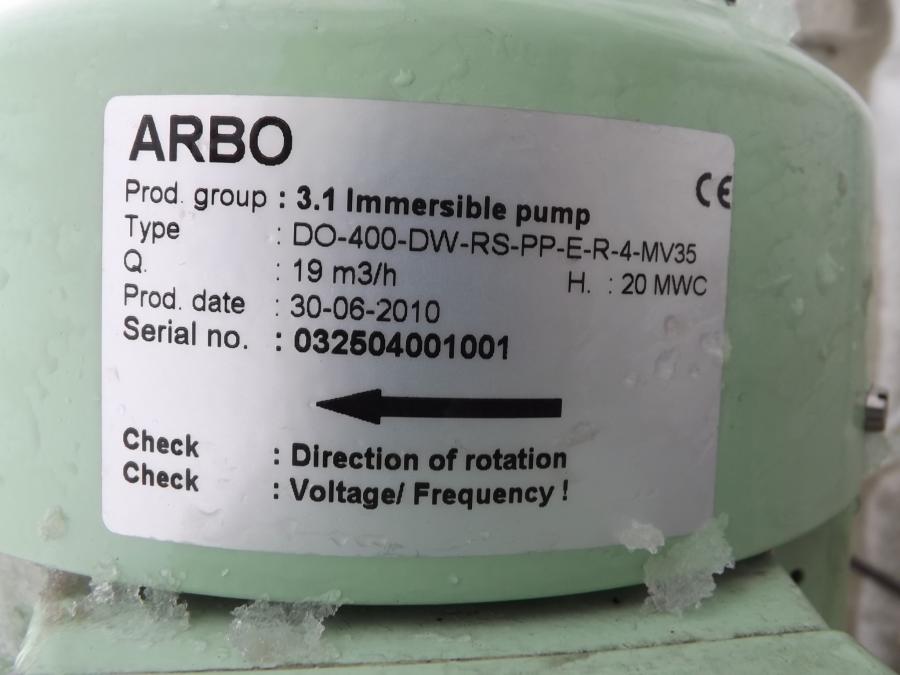 ARBO
CE
Prod. group : 3.1 Immersible pump
Type : DO-400-DW-RS-PP-E-R-4-MV35
Q. : 19 m3/h H. : 20 MWC
Prod. date : 30-06-2010
Serial no. : 032504001001
Check : Direction of rotation
Check : Voltage/ Frequency !